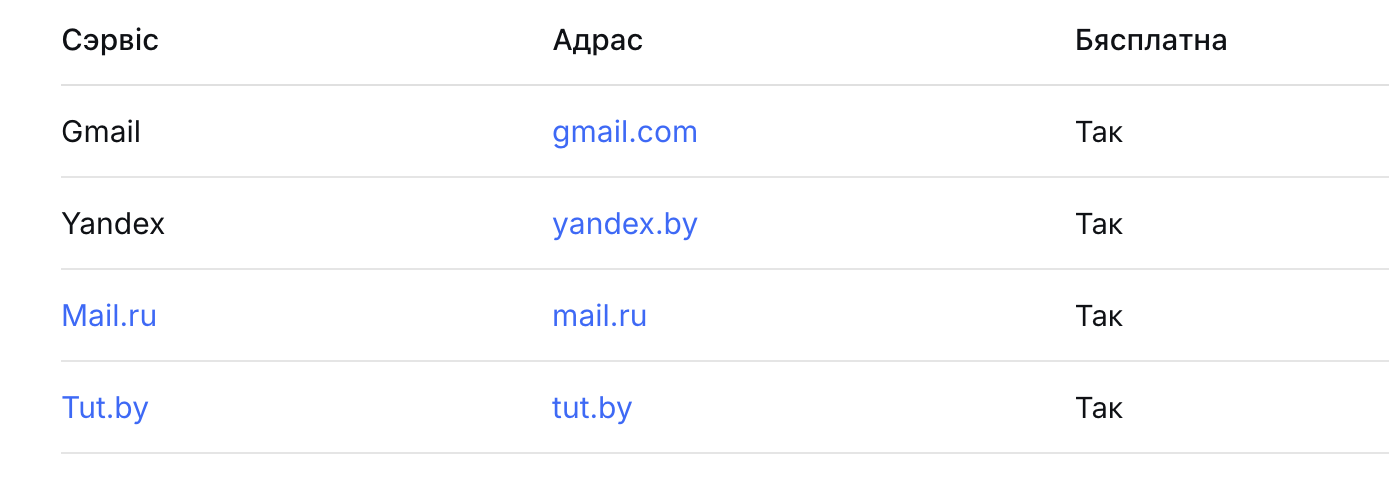 Сэрвіс Адрас Бясплатна
Gmail gmail.com Так
Yandex yandex.by Так
Mail.ru mail.ru Так
Tut.by tut.by Так